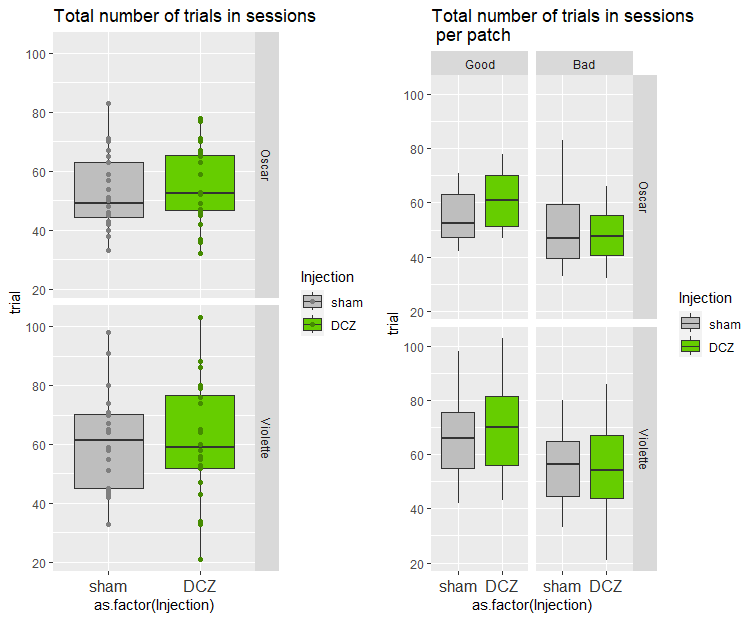 Total number of trials in sessions
100
80
60
40
20
Oscar
100
80
60
40
20
Violette
trial
sham
DCZ
as.factor(Injection)
Injection
sham
DCZ
Total number of trials in sessions
per patch
Good
Bad
100
80
60
40
20
Oscar
100
80
60
40
20
Violette
trial
sham DCZ sham DCZ
as.factor(Injection)
Injection
sham
DCZ